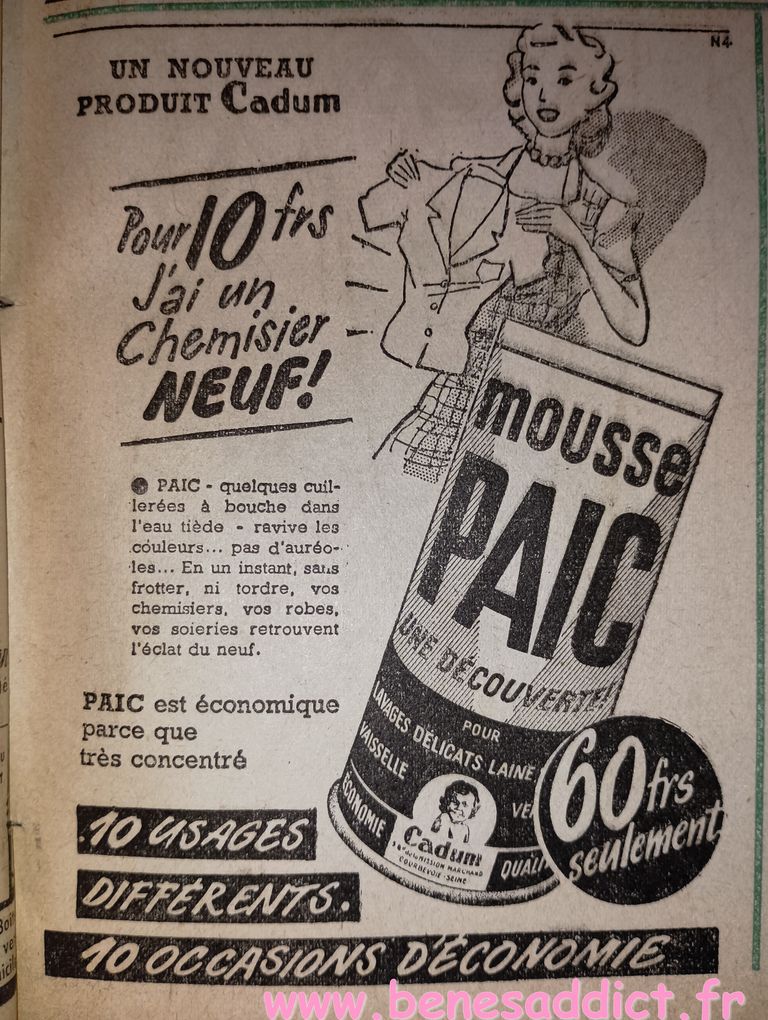 N4
UN NOUVEAU
PRODUIT Cadum
Pour 10 frs
J'ai un
Chemisier
NEUF!
PAIC - quelques cuil-
lerées à bouche dans
l'eau tiède - ravive les
couleurs... pas d'auréo-
les... En un instant, sans
frotter, ni tordre, vos
chemisiers, vos robes,
vos soieries retrouvent
l'éclat du neuf.
PAIC est économique
parce que
très concentré
10 USAGES
DIFFÉRENTS.
10 OCCASIONS D'ÉCONOMIE
mousse
PAIC
UNE DÉCOUVERTE!
POUR
LAVAGES DÉLICATS LAINE
VAISSELLE
ÉCONOMIE
Cadum
COURBEVOIE-SEINE
60 frs
seulement
www.benesaddict.fr